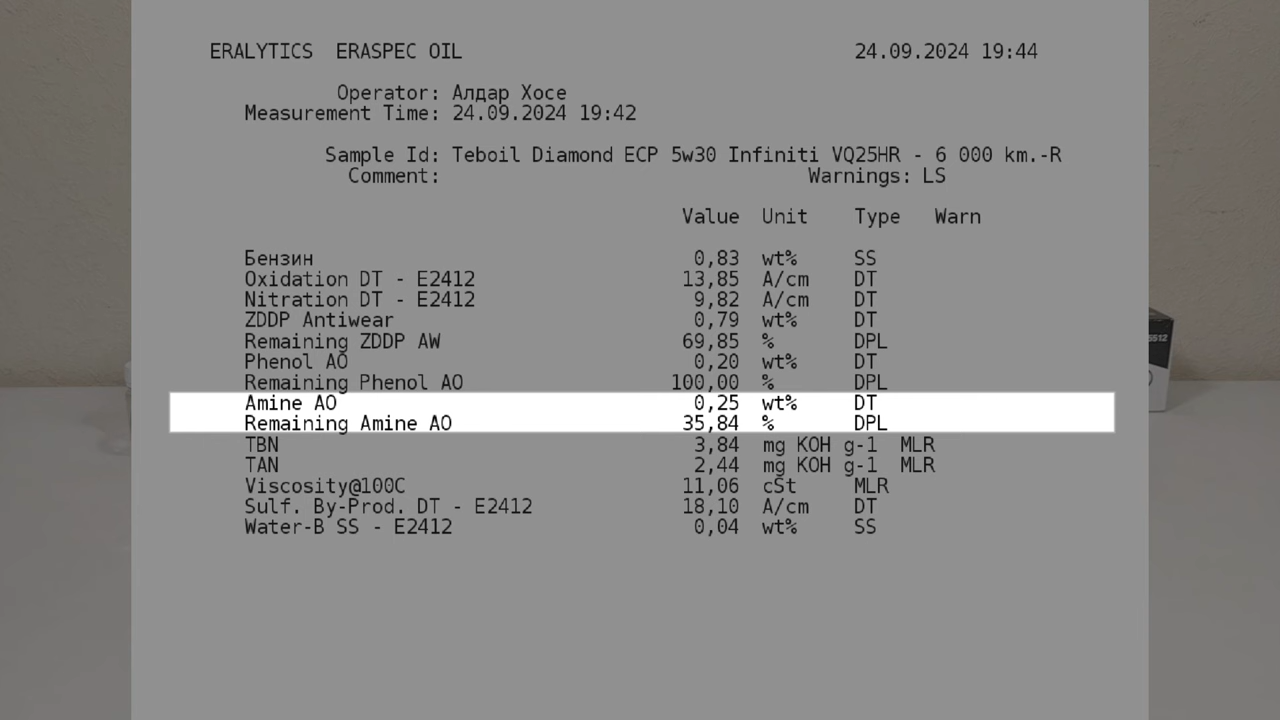 ERALYTICS ERASPEC OIL 24.09.2024 19:44
Operator: Алдар Хосе
Measurement Time: 24.09.2024 19:42
Sample Id: Teboil Diamond ECP 5w30 Infiniti VQ25HR - 6 000 km.-R
Comment: Warnings: LS
Value Unit Type Warn
Бензин 0,83 wt% SS
Oxidation DT - E2412 13,85 A/cm DT
Nitration DT - E2412 9,82 A/cm DT
ZDDP Antiwear 0,79 wt% DT
Remaining ZDDP AW 69,85 % DPL
Phenol AO 0,20 wt% DT
Remaining Phenol AO 100,00 % DPL
Amine AO 0,25 wt% DT
Remaining Amine AO 35,84 % DPL
TBN 3,84 mg KOH g-1 MLR
TAN 2,44 mg KOH g-1 MLR
Viscosity@100C 11,06 cSt MLR
Sulf. By-Prod. DT - E2412 18,10 A/cm DT
Water-B SS - E2412 0,04 wt% SS